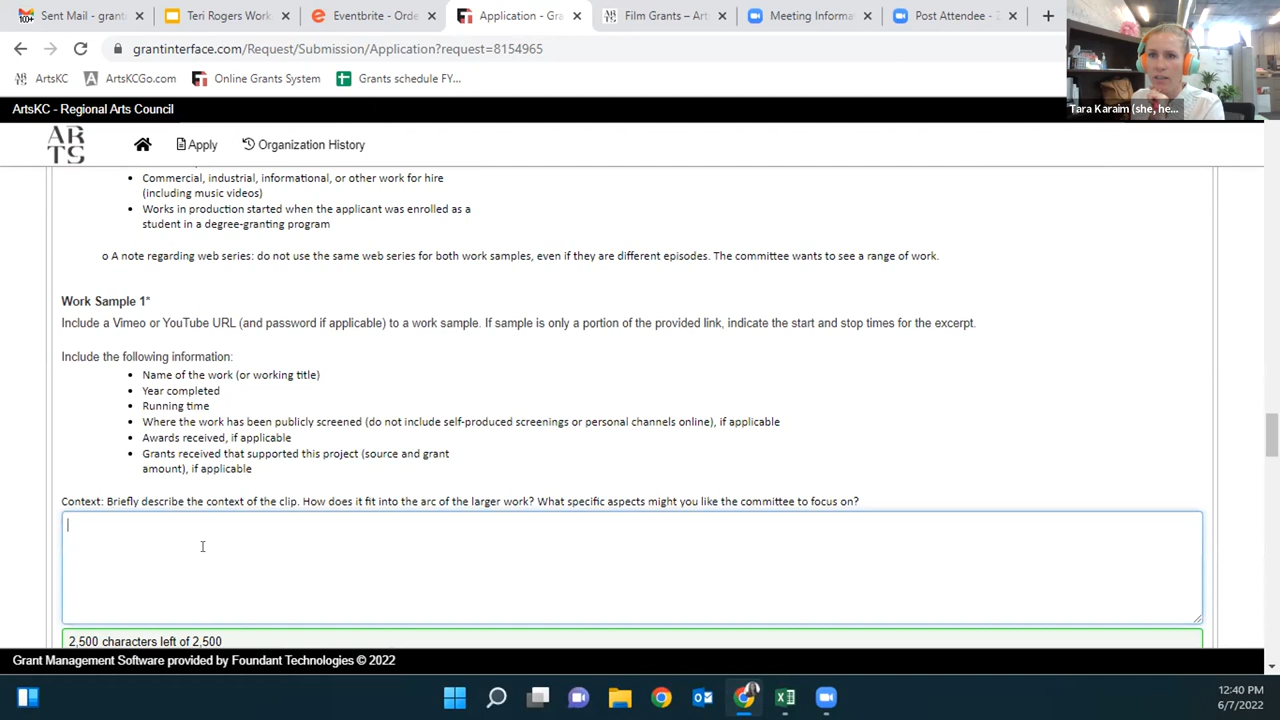 Sent Mail - grants
Teri Rogers Work
Eventbrite - Orde
Application - Gra
Film Grants – Arts
Meeting Informa
Post Attendee - Z
grantinterface.com/Request/Submission/Application?request=8154965
ArtsKC
ArtsKCGo.com
Online Grants System
Grants schedule FY...
Tara Karaim (she, he...
ArtsKC - Regional Arts Council
AR
TS
Apply
Organization History
• Commercial, industrial, informational, or other work for hire
(including music videos)
• Works in production started when the applicant was enrolled as a
student in a degree-granting program
o A note regarding web series: do not use the same web series for both work samples, even if they are different episodes. The committee wants to see a range of work.
Work Sample 1*
Include a Vimeo or YouTube URL (and password if applicable) to a work sample. If sample is only a portion of the provided link, indicate the start and stop times for the excerpt.
Include the following information:
• Name of the work (or working title)
• Year completed
• Running time
• Where the work has been publicly screened (do not include self-produced screenings or personal channels online), if applicable
• Awards received, if applicable
• Grants received that supported this project (source and grant
amount), if applicable
Context: Briefly describe the context of the clip. How does it fit into the arc of the larger work? What specific aspects might you like the committee to focus on?
2,500 characters left of 2,500
Grant Management Software provided by Foundant Technologies © 2022
12:40 PM
6/7/2022